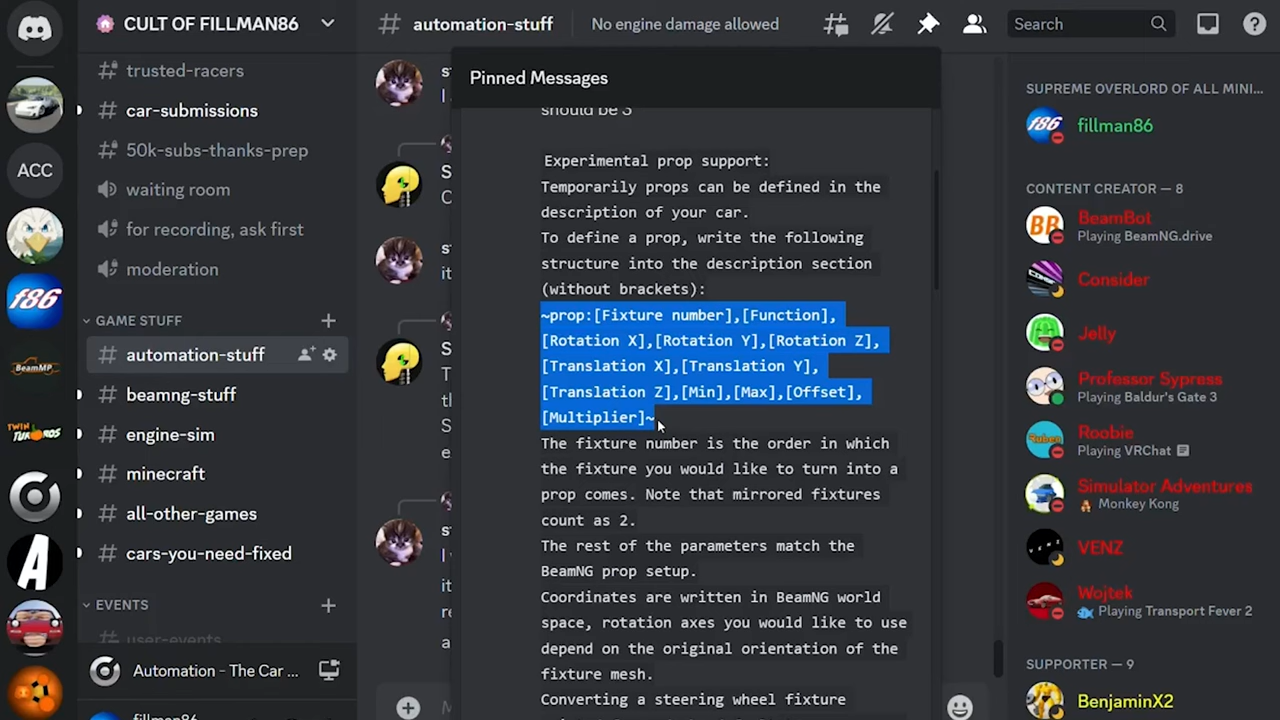 CULT OF FILLMAN86
trusted-racers
car-submissions
50k-subs-thanks-prep
ACC
waiting room
for recording, ask first
moderation
f86
GAME STUFF
automation-stuff
BeamMP
beamng-stuff
TWIN TURBOS
engine-sim
minecraft
all-other-games
cars-you-need-fixed
EVENTS
user-events
Automation - The Car ...
fillman86
# automation-stuff
No engine damage allowed
Search
Pinned Messages
should be 3
Experimental prop support:
Temporarily props can be defined in the
description of your car.
To define a prop, write the following
structure into the description section
(without brackets):
~prop:[Fixture number],[Function],
[Rotation X],[Rotation Y],[Rotation Z],
[Translation X],[Translation Y],
[Translation Z],[Min],[Max],[Offset],
[Multiplier]~
The fixture number is the order in which
the fixture you would like to turn into a
prop comes. Note that mirrored fixtures
count as 2.
The rest of the parameters match the
BeamNG prop setup.
Coordinates are written in BeamNG world
space, rotation axes you would like to use
depend on the original orientation of the
fixture mesh.
Converting a steering wheel fixture
SUPREME OVERLORD OF ALL MINI...
f86
fillman86
CONTENT CREATOR — 8
BB
BeamBot
Playing BeamNG.drive
Consider
Jelly
Professor Sypress
Playing Baldur's Gate 3
Ruben
Roobie
Playing VRChat
Simulator Adventures
Monkey Kong
VENZ
Wojtek
Playing Transport Fever 2
SUPPORTER — 9
BenjaminX2